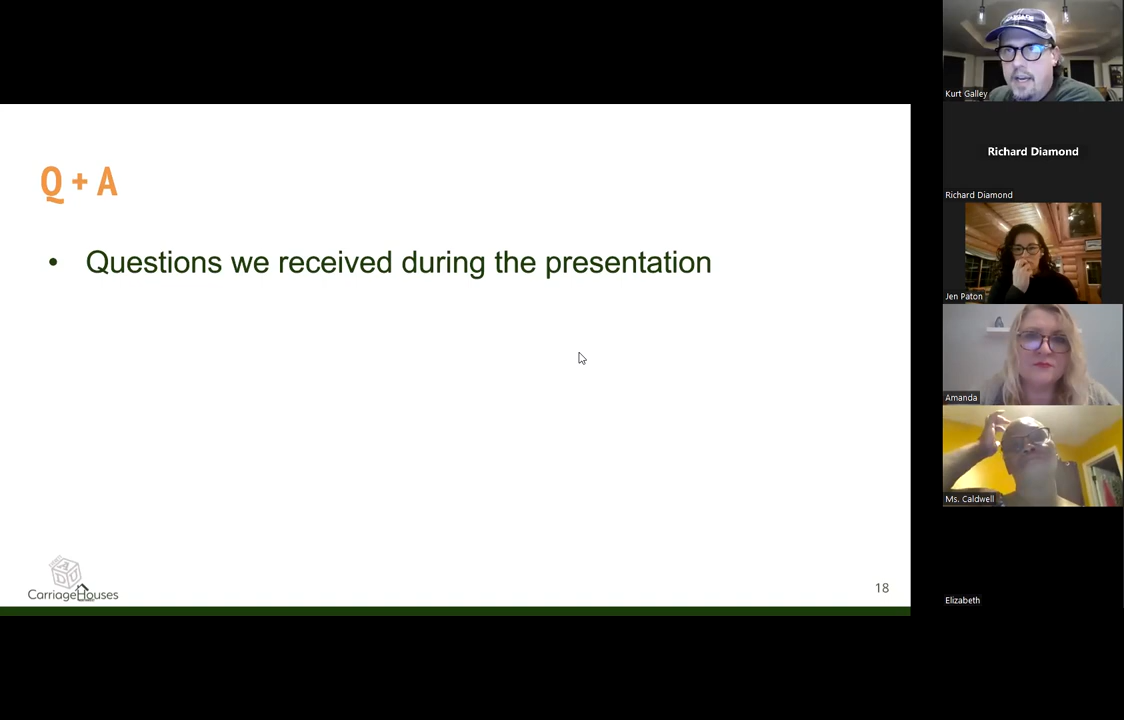 Q + A
• Questions we received during the presentation
CarriageHouses
18
Kurt Galley
Richard Diamond
Richard Diamond
Jen Paton
Amanda
Ms. Caldwell
Elizabeth